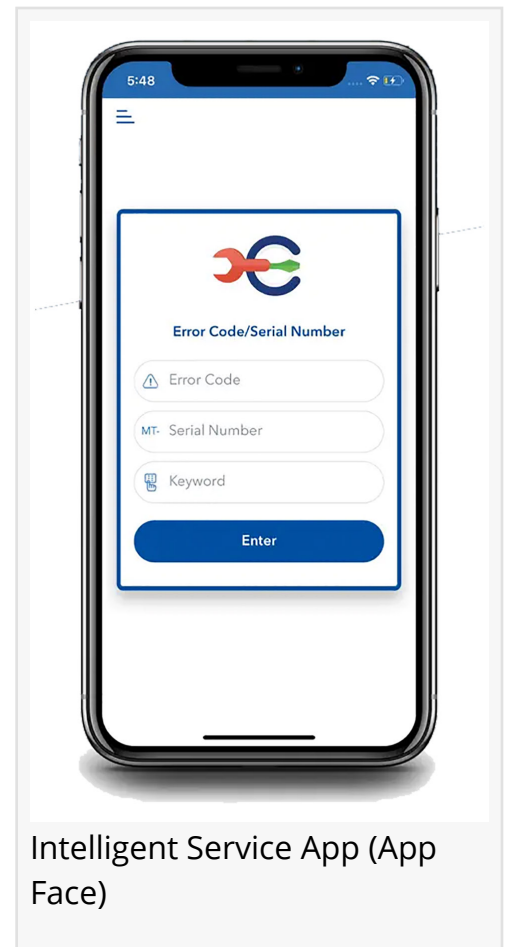 5:48
Error Code/Serial Number
Error Code
MT- Serial Number
Keyword
Enter
Intelligent Service App (App
Face)